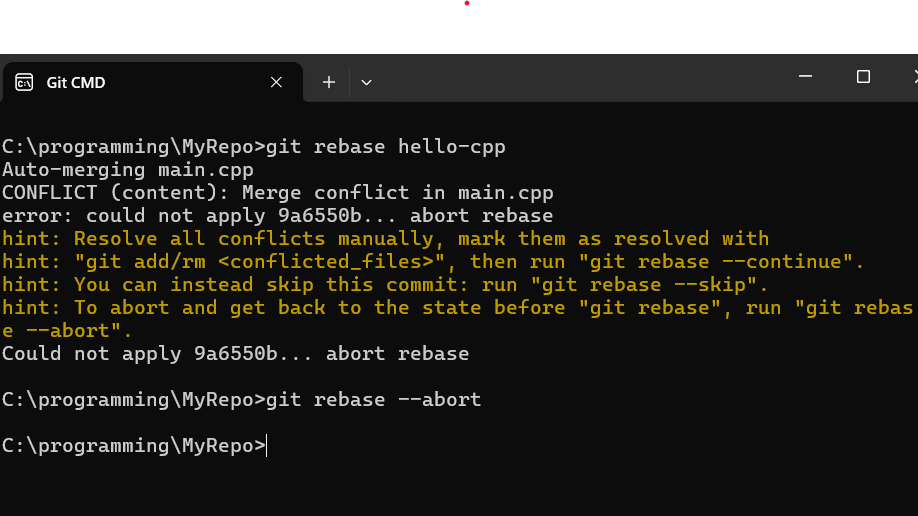 Git CMD
C:\programming\MyRepo>git rebase hello-cpp
Auto-merging main.cpp
CONFLICT (content): Merge conflict in main.cpp
error: could not apply 9a6550b... abort rebase
hint: Resolve all conflicts manually, mark them as resolved with
hint: "git add/rm <conflicted_files>", then run "git rebase --continue".
hint: You can instead skip this commit: run "git rebase --skip".
hint: To abort and get back to the state before "git rebase", run "git rebas
e --abort".
Could not apply 9a6550b... abort rebase
C:\programming\MyRepo>git rebase --abort
C:\programming\MyRepo>